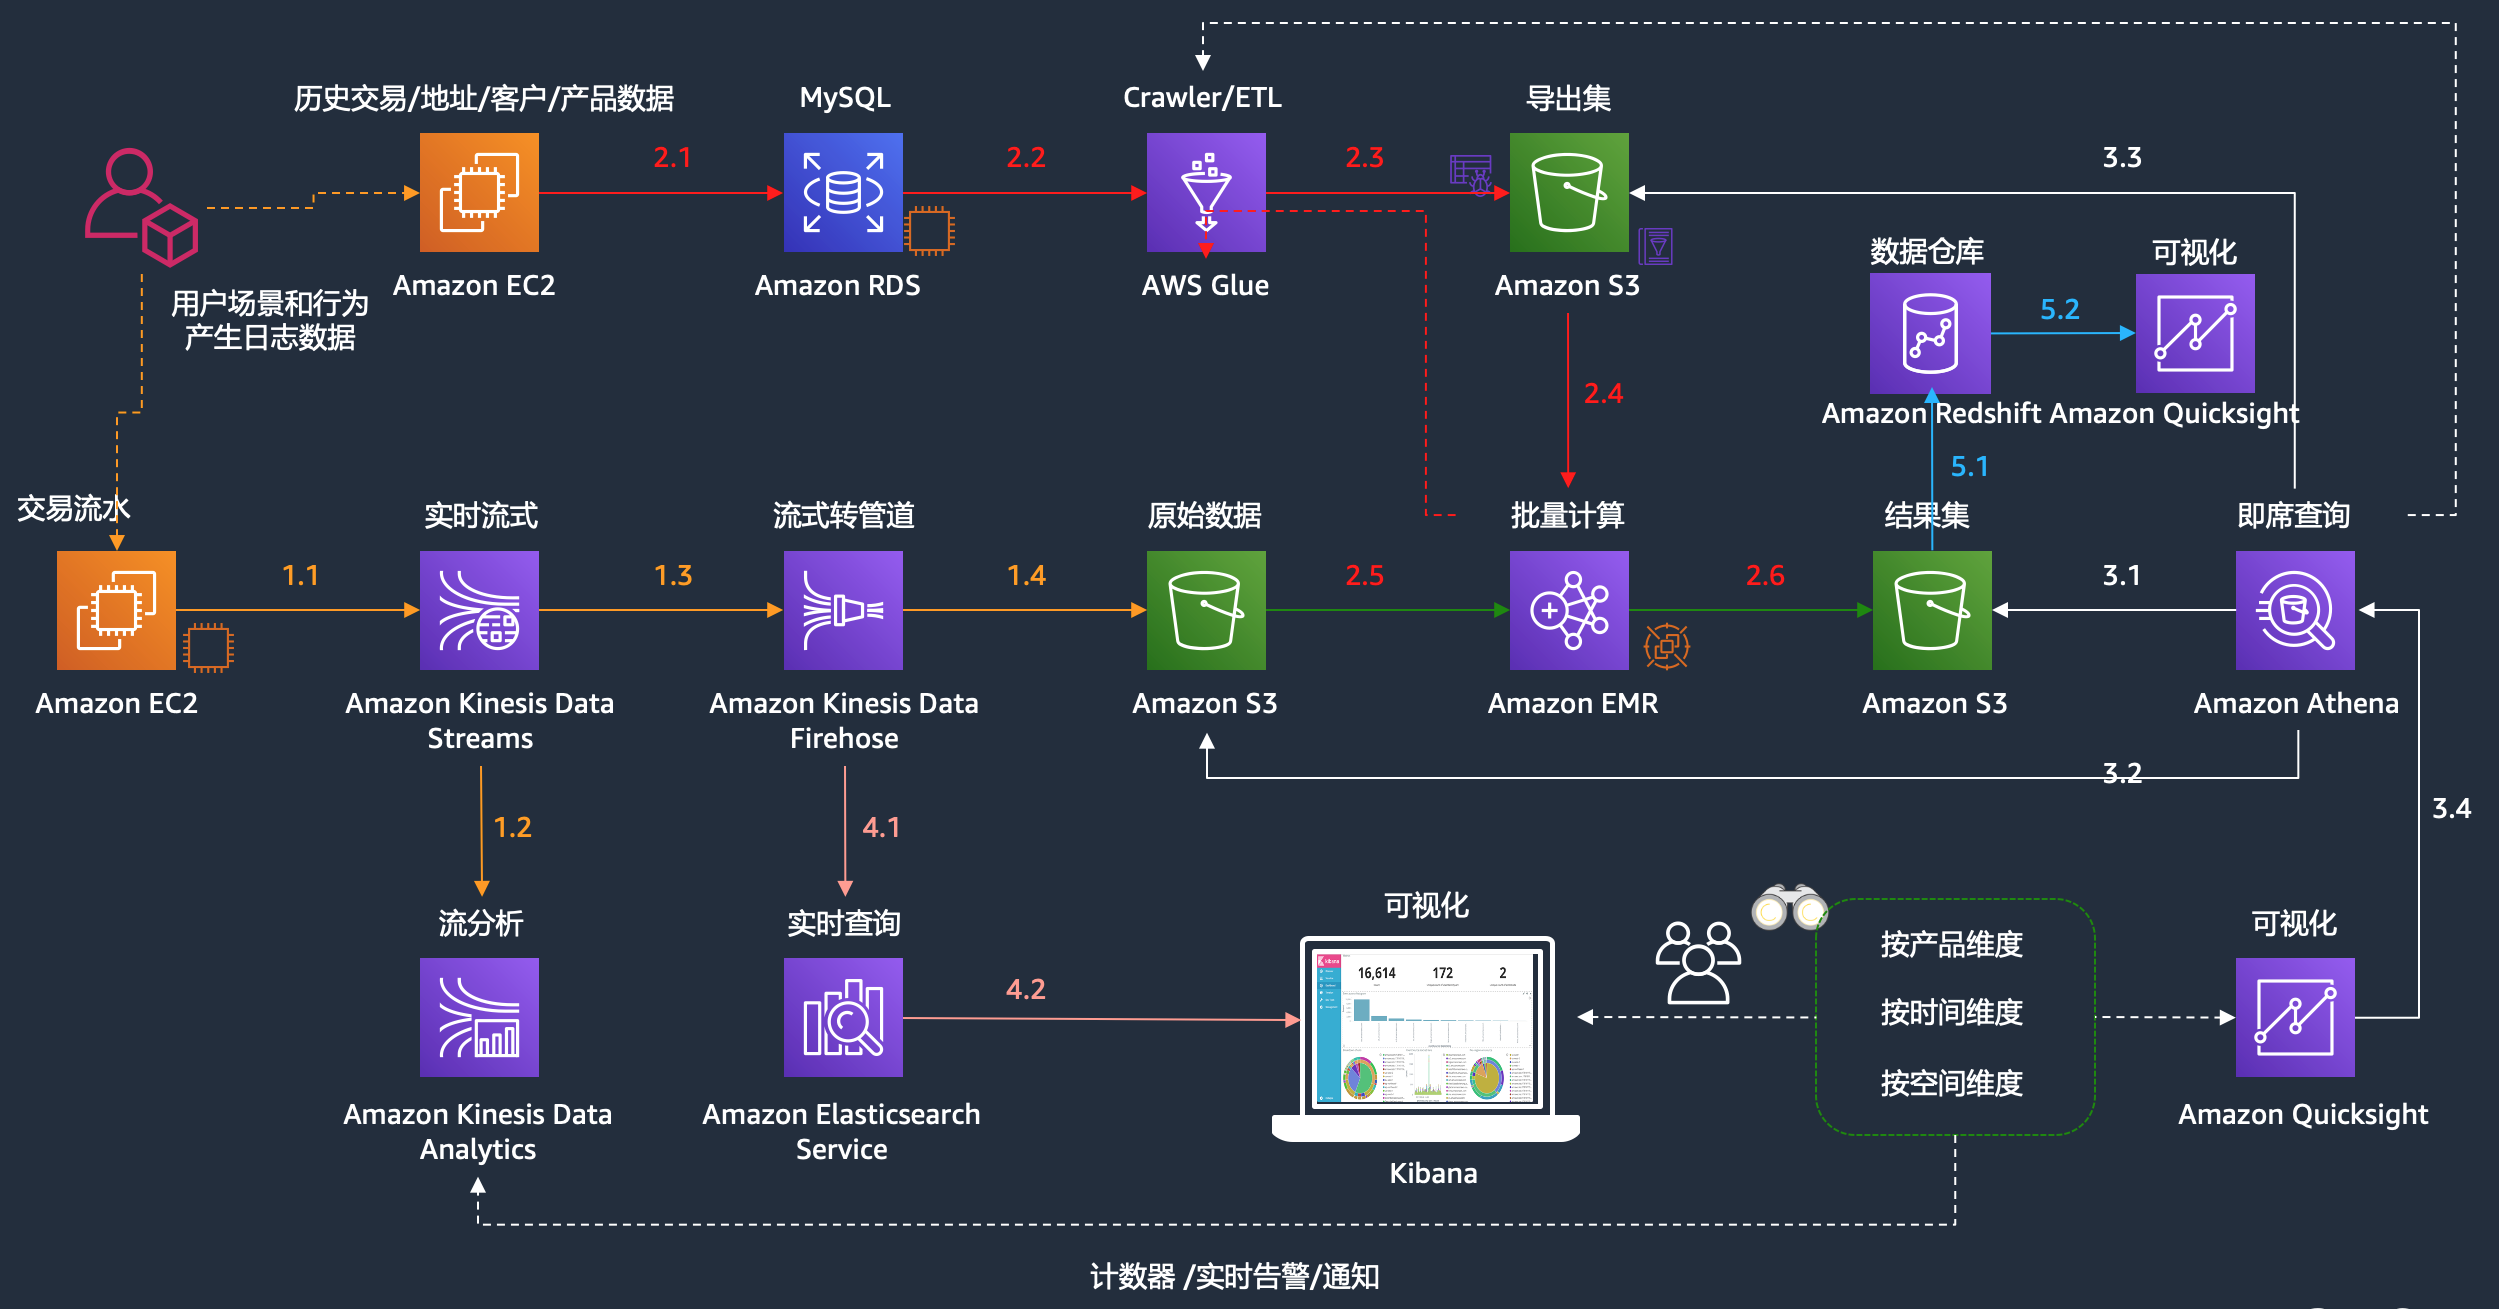 历史交易/地址/客户/产品数据
MySQL
Crawler/ETL
导出集
2.1
2.2
2.3
3.3
Amazon EC2
Amazon RDS
AWS Glue
Amazon S3
数据仓库
可视化
5.2
用户场景和行为
产生日志数据
2.4
Amazon Redshift
Amazon Quicksight
5.1
交易流水
实时流式
流式转管道
原始数据
批量计算
结果集
即席查询
1.1
1.3
1.4
2.5
2.6
3.1
Amazon EC2
Amazon Kinesis Data
Streams
Amazon Kinesis Data
Firehose
Amazon S3
Amazon EMR
Amazon S3
Amazon Athena
3.2
3.4
1.2
4.1
流分析
实时查询
可视化
可视化
按产品维度
按时间维度
按空间维度
4.2
kibana
16,614
172
2
Amazon Kinesis Data
Analytics
Amazon Elasticsearch
Service
Kibana
Amazon Quicksight
计数器 /实时告警/通知